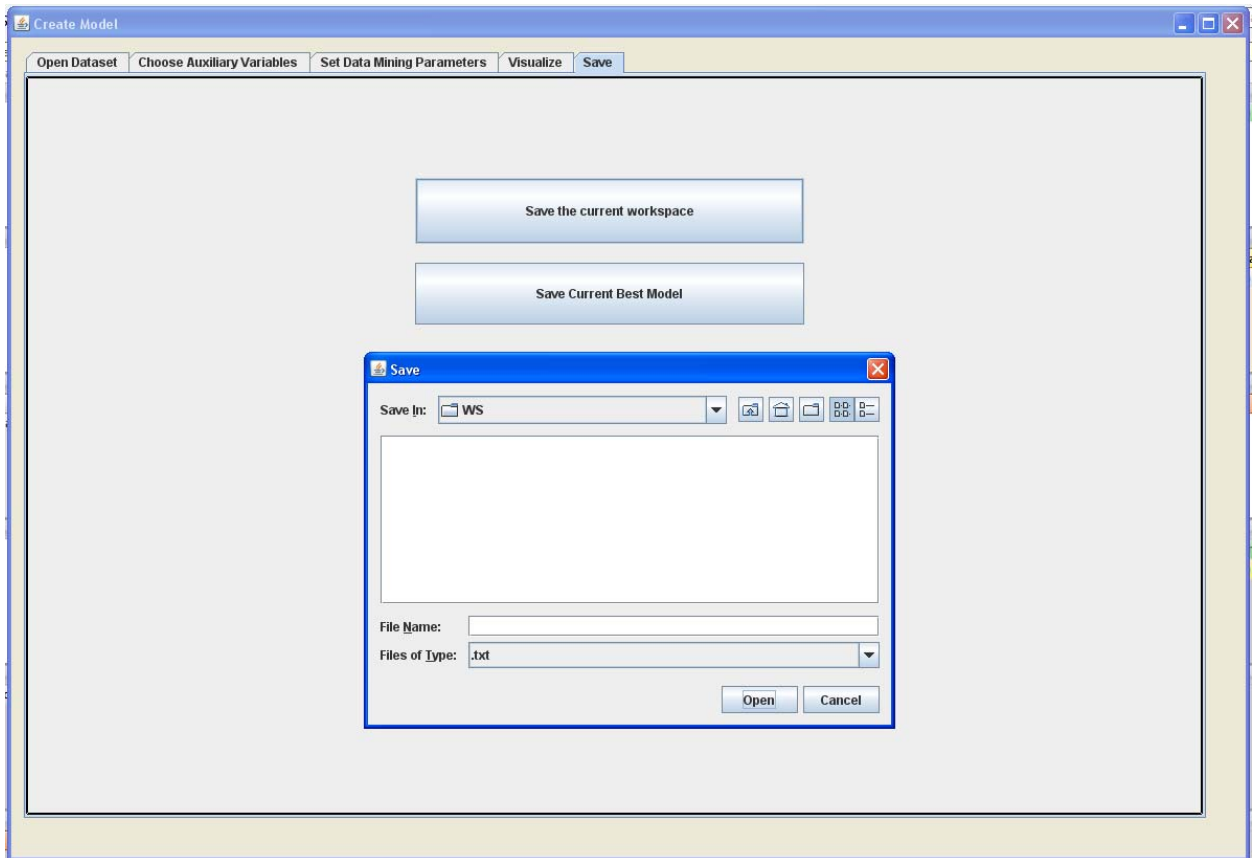 Create Model
Open Dataset Choose Auxiliary Variables Set Data Mining Parameters Visualize Save
Save the current workspace
Save Current Best Model
Save
Save In: WS
File Name:
Files of Type: .txt
Open Cancel